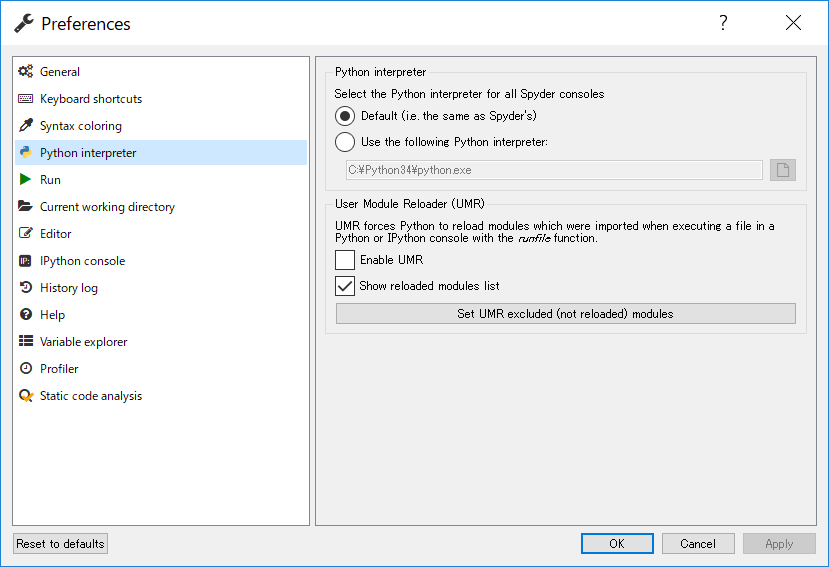 Preferences
?
General
Keyboard shortcuts
Syntax coloring
Python interpreter
Run
Current working directory
Editor
IPython console
History log
Help
Variable explorer
Profiler
Static code analysis
Python interpreter
Select the Python interpreter for all Spyder consoles
Default (i.e. the same as Spyder's)
Use the following Python interpreter:
C:¥Python34¥python.exe
User Module Reloader (UMR)
UMR forces Python to reload modules which were imported when executing a file in a
Python or IPython console with the runfile function.
Enable UMR
Show reloaded modules list
Set UMR excluded (not reloaded) modules
Reset to defaults
OK
Cancel
Apply